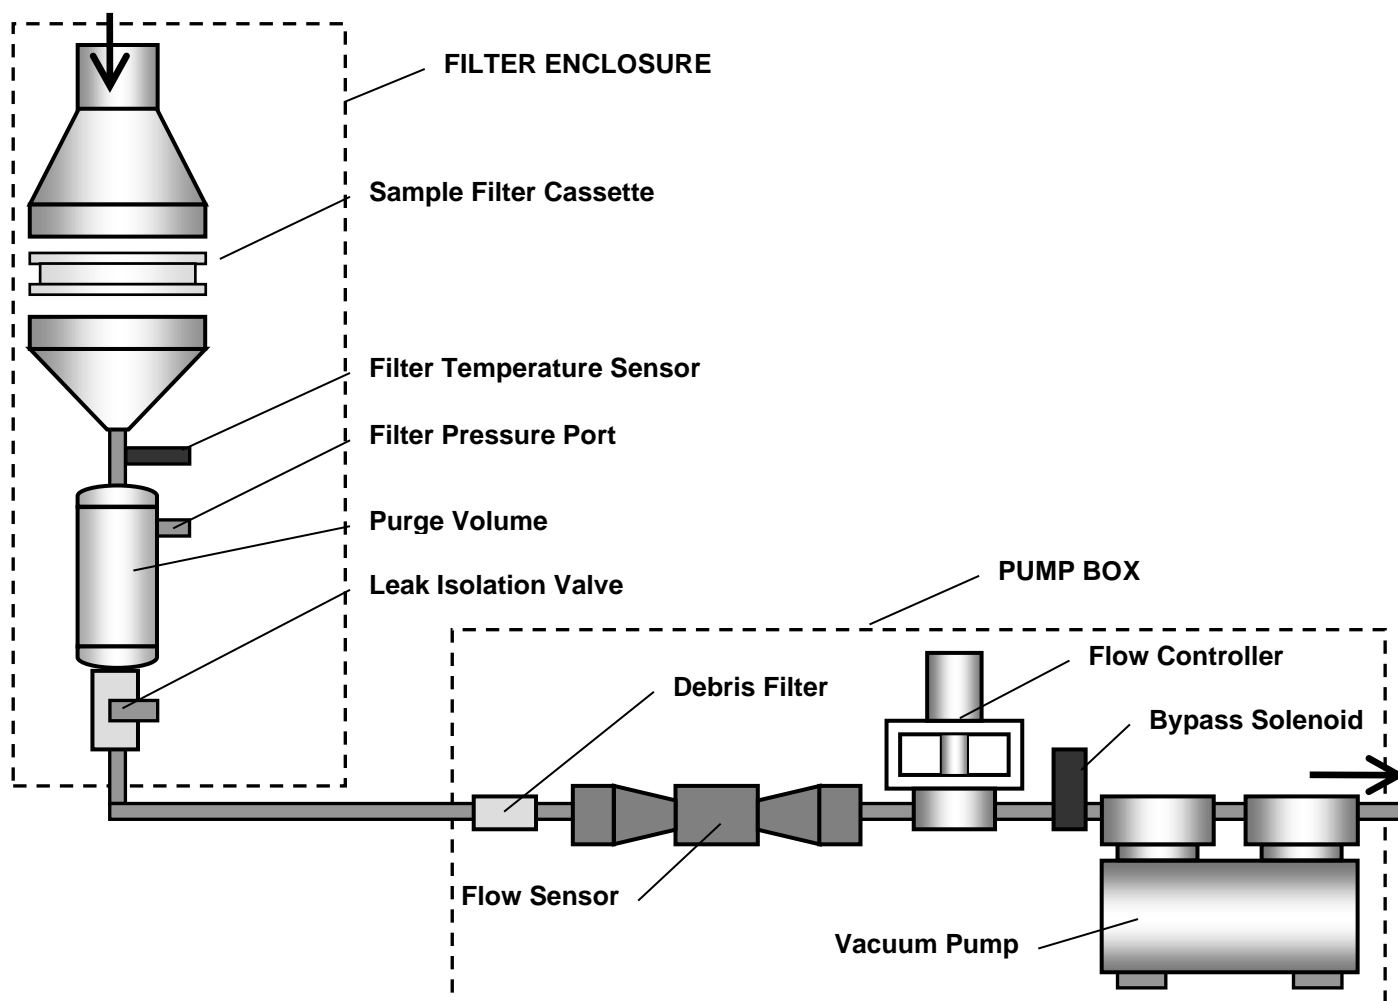 FILTER ENCLOSURE
Sample Filter Cassette
Filter Temperature Sensor
Filter Pressure Port
Purge Volume
Leak Isolation Valve
PUMP BOX
Flow Controller
Debris Filter
Bypass Solenoid
Flow Sensor
Vacuum Pump